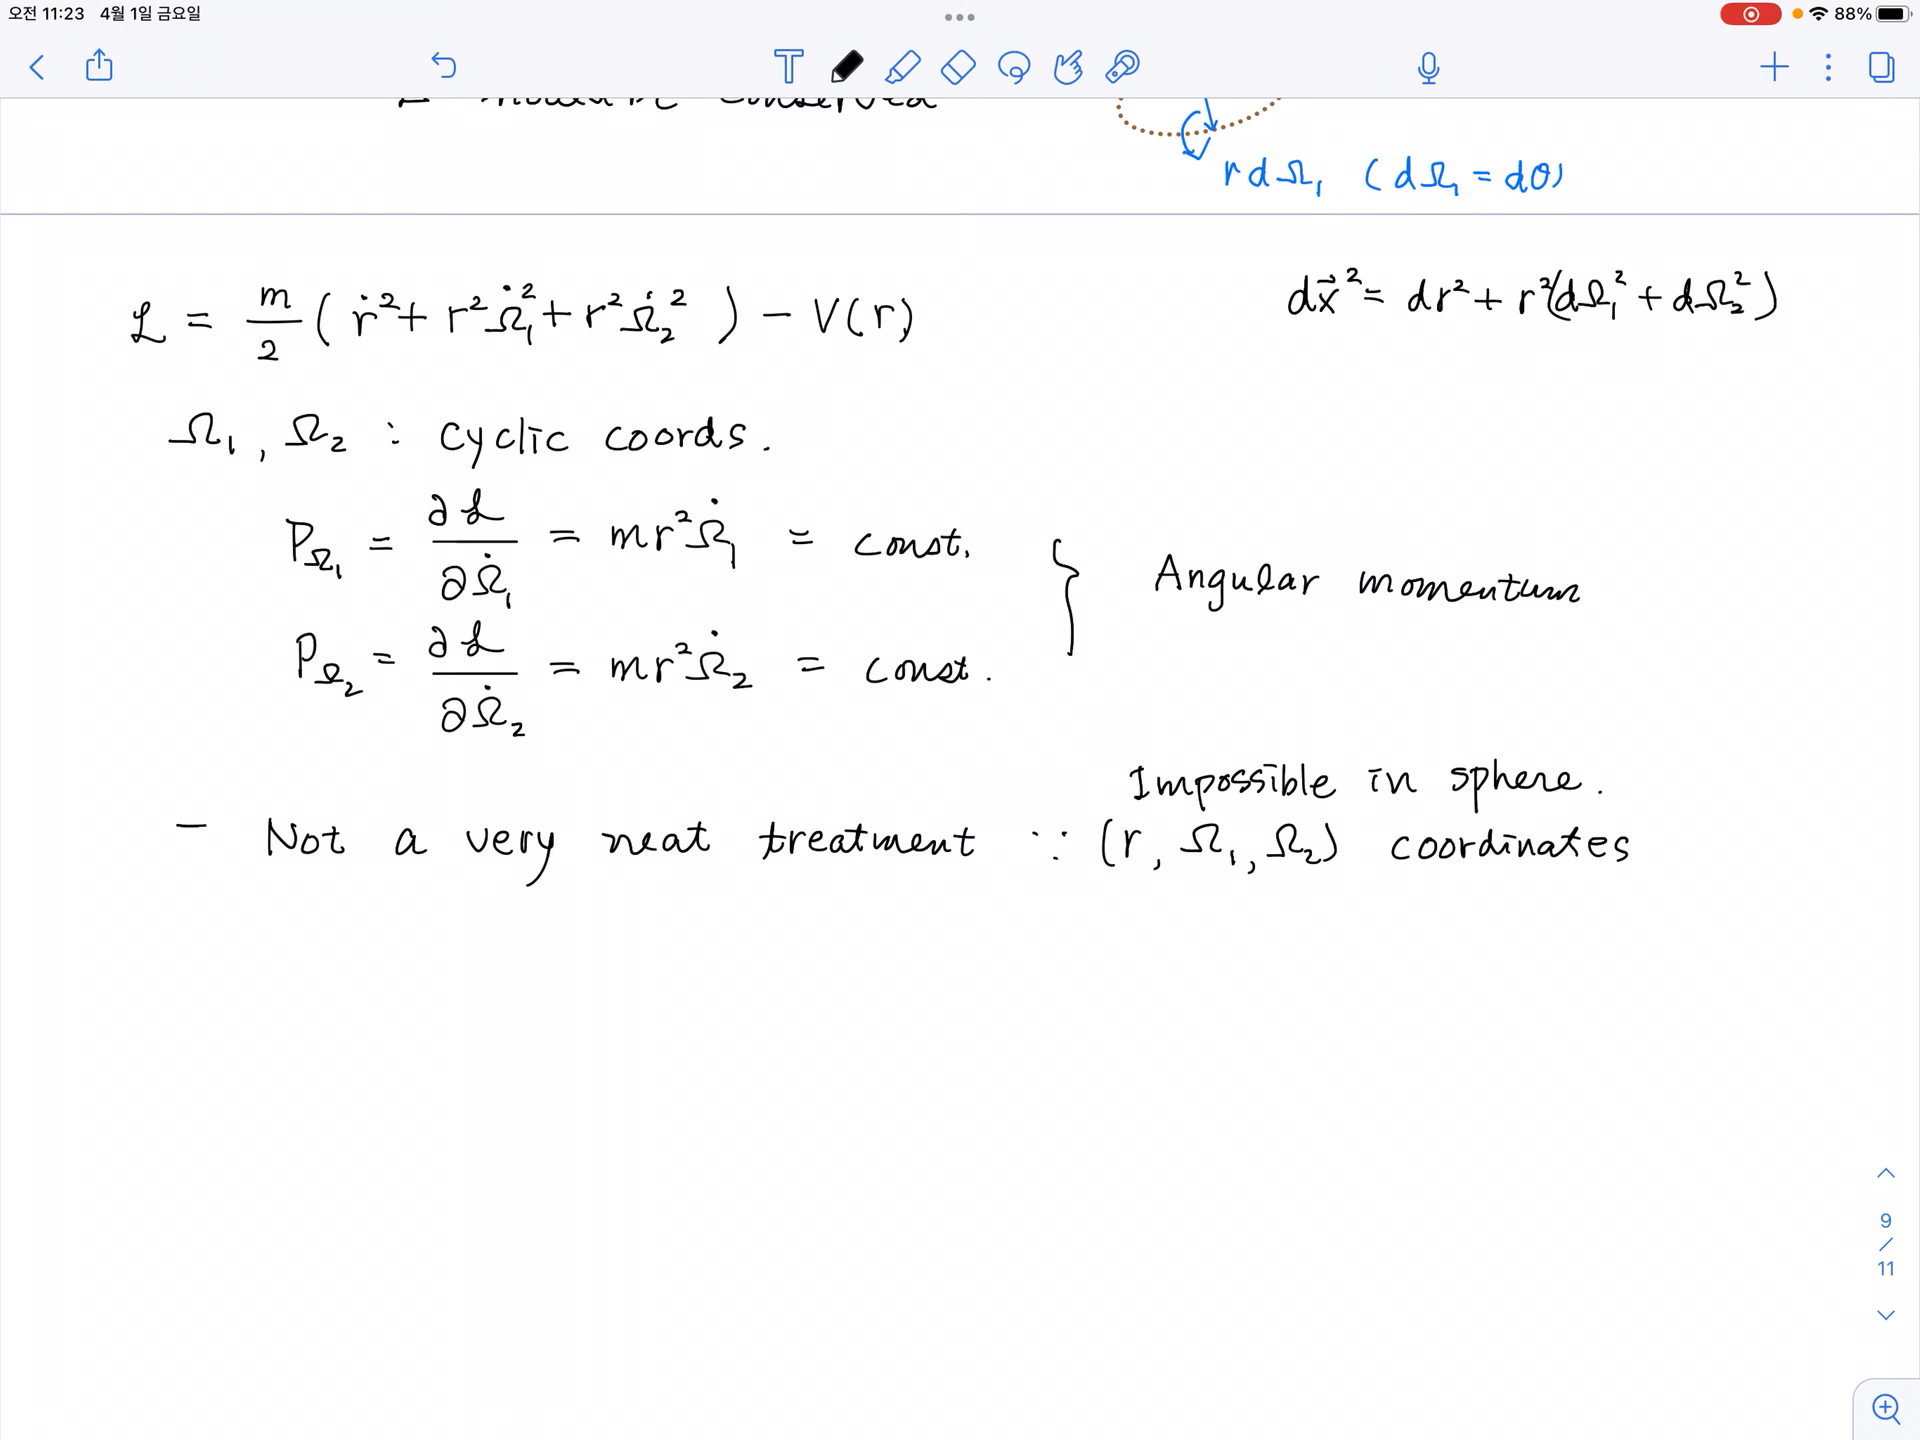 오전 11:23 4월 1일 금요일
88%
conserved
rdΩ₁ (dΩ₁ = dθ)
ℒ = m/2 ( ṙ² + r²Ω̇₁² + r²Ω̇₂² ) − V(r)
dx⃗² = dr² + r²(dΩ₁² + dΩ₂²)
Ω₁, Ω₂ : cyclic coords.
P_Ω₁ = ∂ℒ/∂Ω̇₁ = mr²Ω̇₁ = const.
P_Ω₂ = ∂ℒ/∂Ω̇₂ = mr²Ω̇₂ = const.
} Angular momentum
Impossible in sphere.
− Not a very neat treatment ∵ (r, Ω₁, Ω₂) coordinates
9
/
11